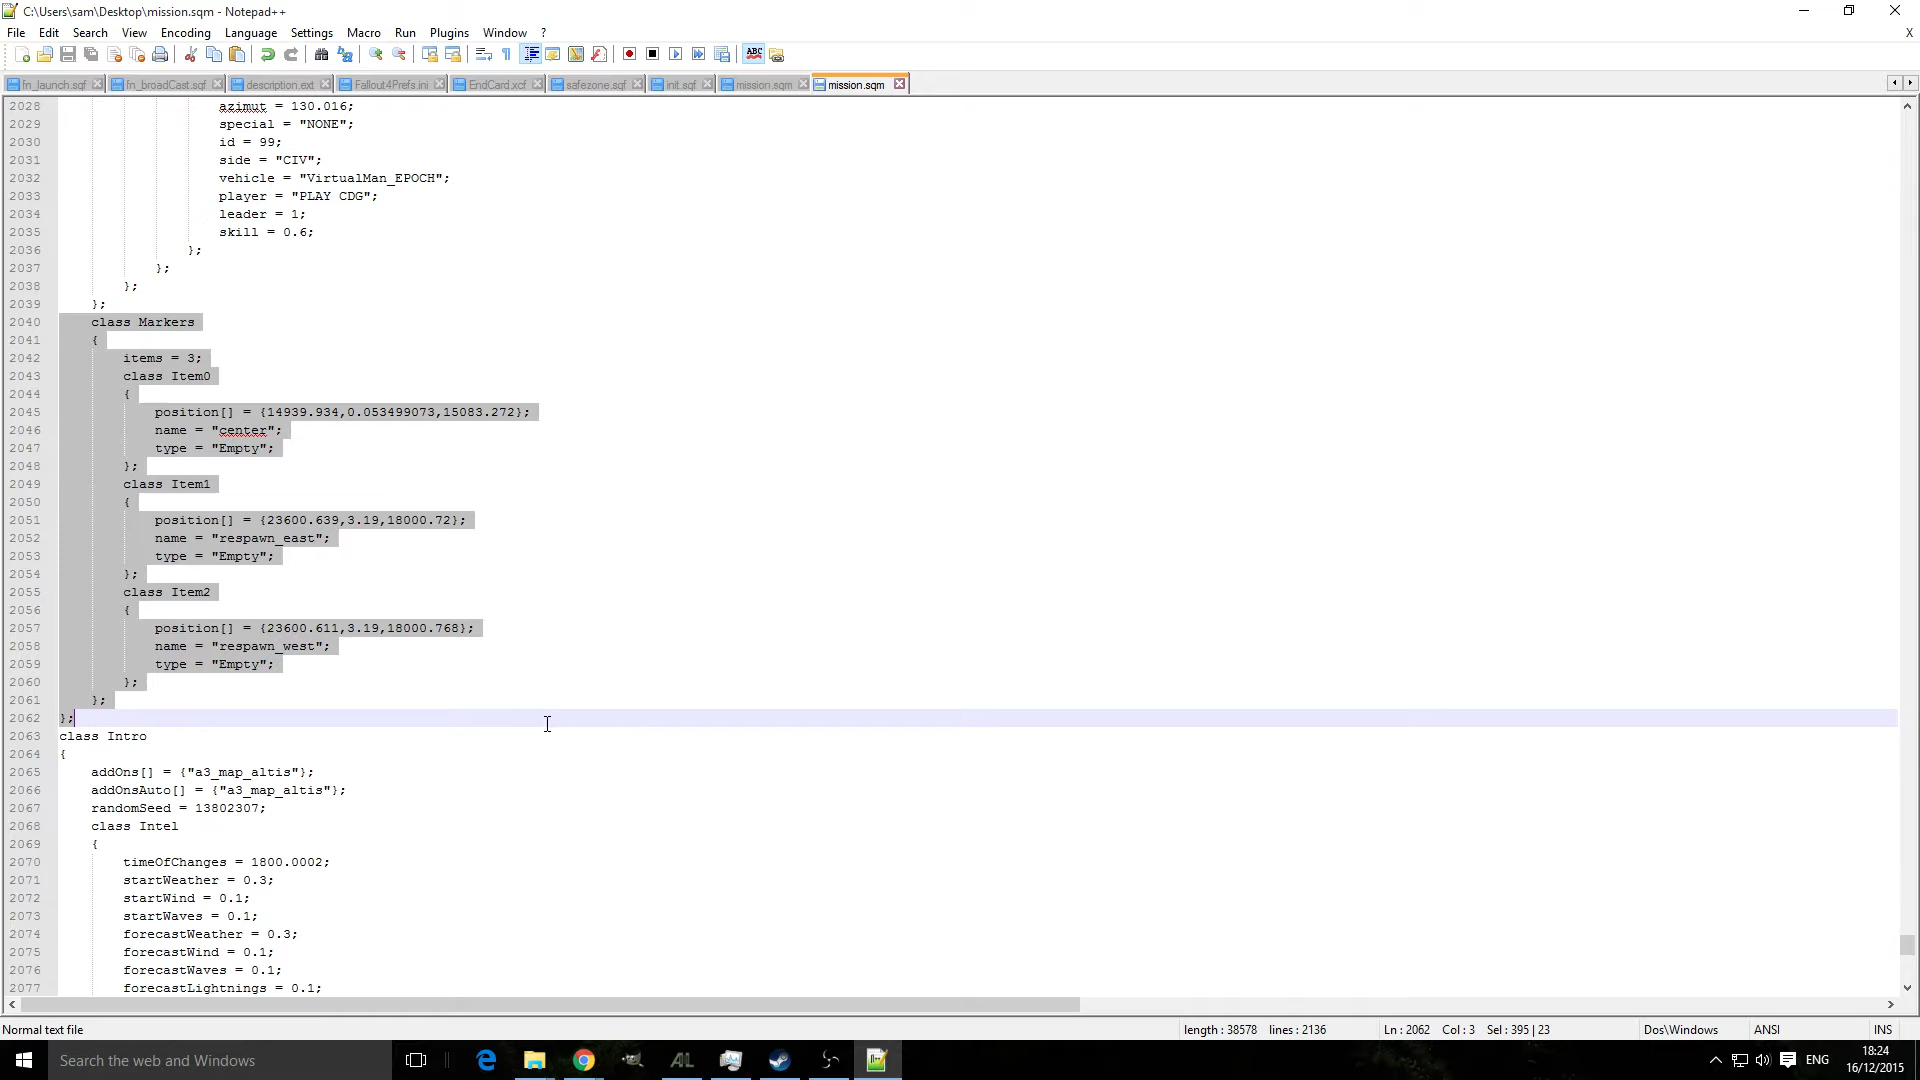 C:\Users\sam\Desktop\mission.sqm - Notepad++
File Edit Search View Encoding Language Settings Macro Run Plugins Window ? X
fn_launch.sqf fn_broadCast.sqf description.ext Fallout4Prefs.ini EndCard.xcf safezone.sqf init.sqf mission.sqm mission.sqm
2028 azimut = 130.016;
2029 special = "NONE";
2030 id = 99;
2031 side = "CIV";
2032 vehicle = "VirtualMan_EPOCH";
2033 player = "PLAY CDG";
2034 leader = 1;
2035 skill = 0.6;
2036 };
2037 };
2038 };
2039 };
2040 class Markers
2041 {
2042 items = 3;
2043 class Item0
2044 {
2045 position[] = {14939.934,0.053499073,15083.272};
2046 name = "center";
2047 type = "Empty";
2048 };
2049 class Item1
2050 {
2051 position[] = {23600.639,3.19,18000.72};
2052 name = "respawn_east";
2053 type = "Empty";
2054 };
2055 class Item2
2056 {
2057 position[] = {23600.611,3.19,18000.768};
2058 name = "respawn_west";
2059 type = "Empty";
2060 };
2061 };
2062 };
2063 class Intro
2064 {
2065 addOns[] = {"a3_map_altis"};
2066 addOnsAuto[] = {"a3_map_altis"};
2067 randomSeed = 13802307;
2068 class Intel
2069 {
2070 timeOfChanges = 1800.0002;
2071 startWeather = 0.3;
2072 startWind = 0.1;
2073 startWaves = 0.1;
2074 forecastWeather = 0.3;
2075 forecastWind = 0.1;
2076 forecastWaves = 0.1;
2077 forecastLightnings = 0.1;
Normal text file length : 38578 lines : 2136 Ln : 2062 Col : 3 Sel : 395 | 23 Dos\Windows ANSI INS
Search the web and Windows ENG 18:24
16/12/2015